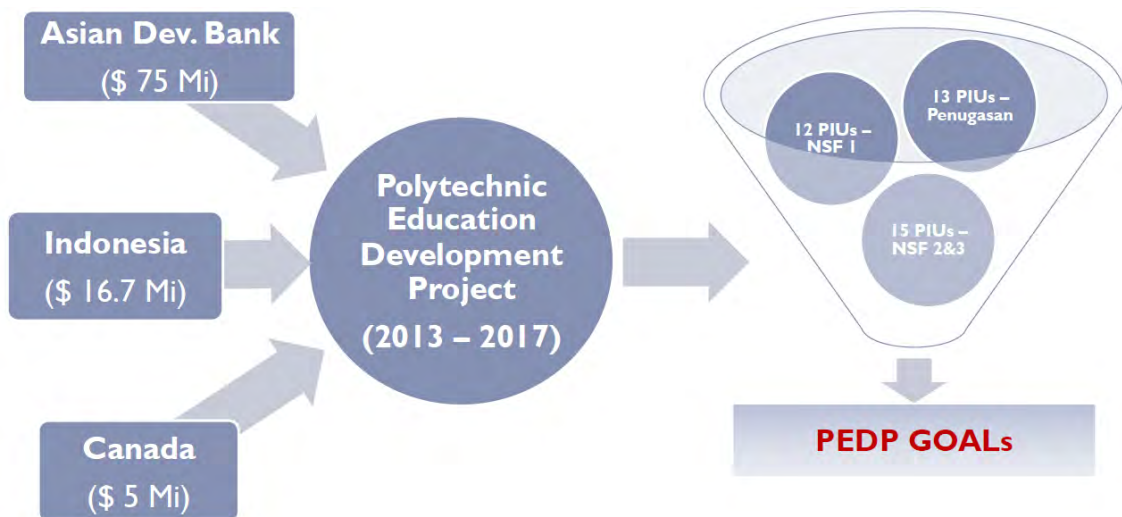 Asian Dev. Bank
($ 75 Mi)
Indonesia
($ 16.7 Mi)
Canada
($ 5 Mi)
Polytechnic
Education
Development
Project
(2013 – 2017)
12 PIUs –
NSF 1
13 PIUs –
Penugasan
15 PIUs –
NSF 2&3
PEDP GOALs